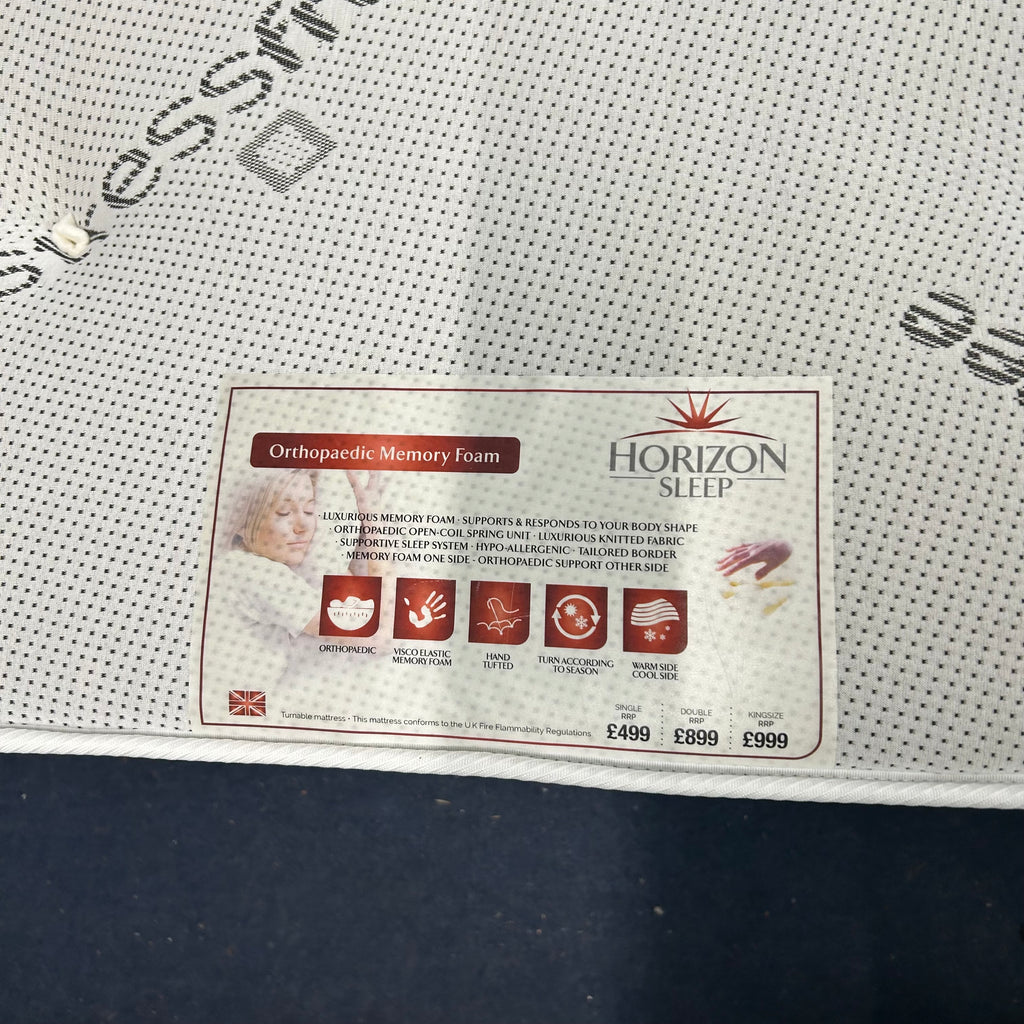 essfr
Orthopaedic Memory Foam
HORIZON
SLEEP
· LUXURIOUS MEMORY FOAM · SUPPORTS & RESPONDS TO YOUR BODY SHAPE
· ORTHOPAEDIC OPEN-COIL SPRING UNIT · LUXURIOUS KNITTED FABRIC
· SUPPORTIVE SLEEP SYSTEM · HYPO-ALLERGENIC · TAILORED BORDER
· MEMORY FOAM ONE SIDE - ORTHOPAEDIC SUPPORT OTHER SIDE
ORTHOPAEDIC
VISCO ELASTIC
MEMORY FOAM
HAND
TUFTED
TURN ACCORDING
TO SEASON
WARM SIDE
COOL SIDE
Turnable mattress · This mattress conforms to the U.K Fire Flammability Regulations
SINGLE
RRP
£499
DOUBLE
RRP
£899
KINGSIZE
RRP
£999